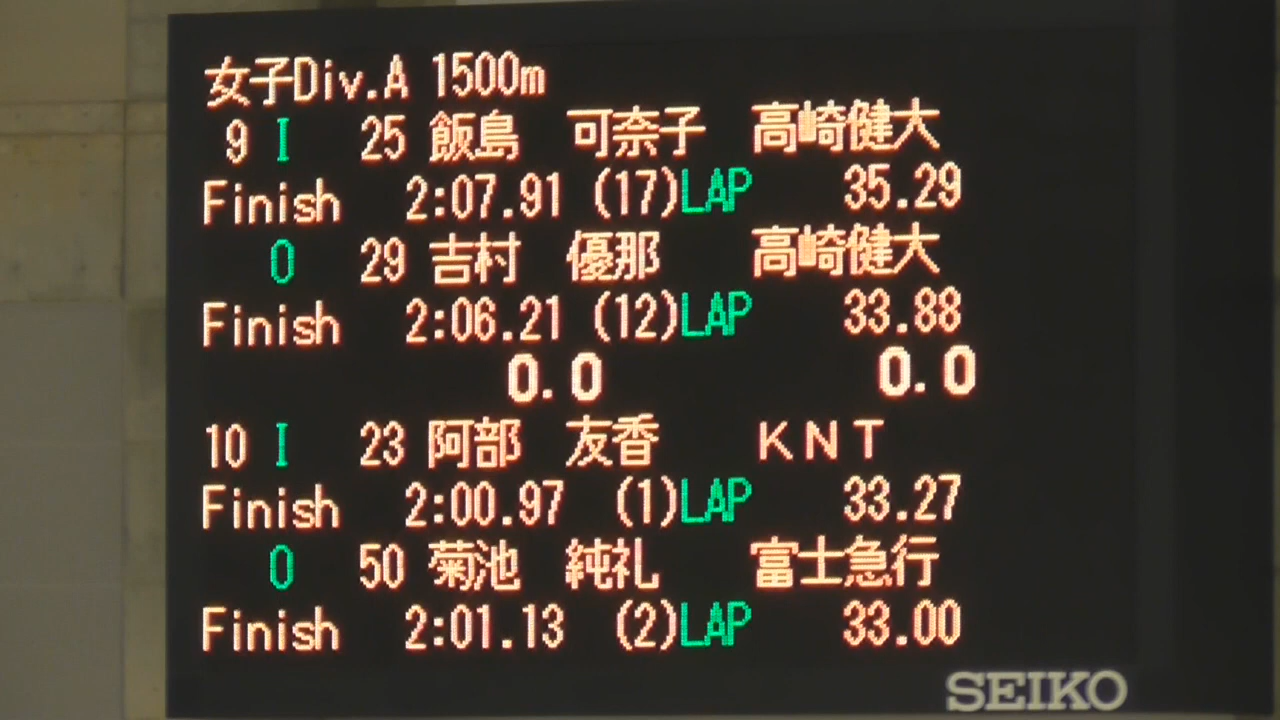 女子Div.A 1500m
9 I 25 飯島 可奈子 高崎健大
Finish 2:07.91 (17)LAP 35.29
O 29 吉村 優那 高崎健大
Finish 2:06.21 (12)LAP 33.88
0.0 0.0
10 I 23 阿部 友香 KNT
Finish 2:00.97 (1)LAP 33.27
O 50 菊池 純礼 富士急行
Finish 2:01.13 (2)LAP 33.00
SEIKO